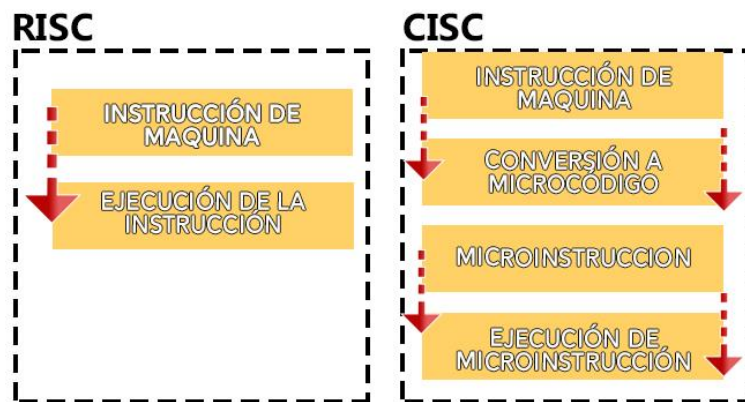 RISC
INSTRUCCIÓN DE
MAQUINA
EJECUCIÓN DE LA
INSTRUCCIÓN
CISC
INSTRUCCIÓN DE
MAQUINA
CONVERSIÓN A
MICROCÓDIGO
MICROINSTRUCCION
EJECUCIÓN DE
MICROINSTRUCCIÓN